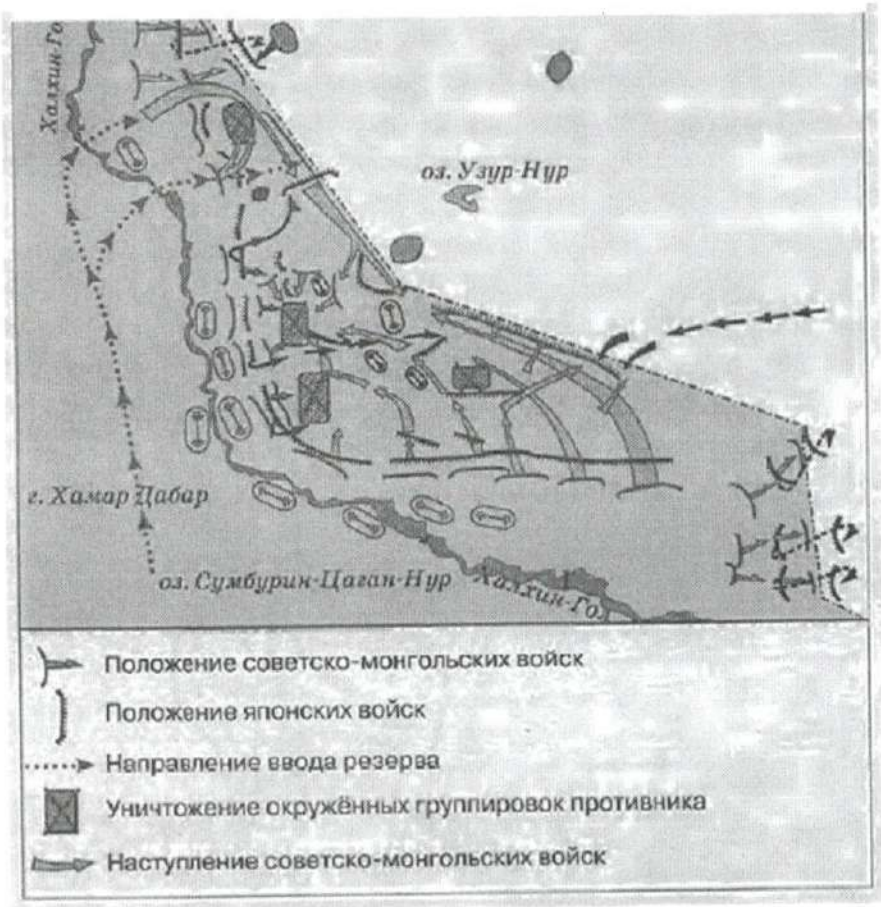 Халхин-Го
оз. Узур-Нур
г. Хамар Дабар
оз. Сумбурин-Цаган-Нур
Халхин-Гол
Положение советско-монгольских войск
Положение японских войск
Направление ввода резерва
Уничтожение окружённых группировок противника
Наступление советско-монгольских войск